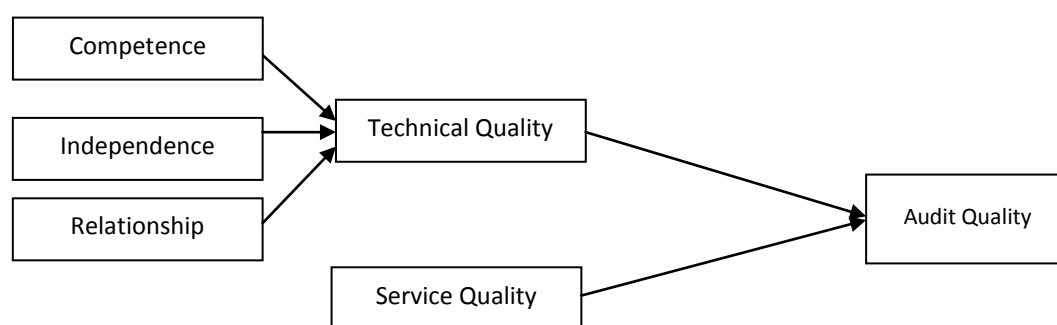 Competence
Independence
Relationship
Technical Quality
Service Quality
Audit Quality